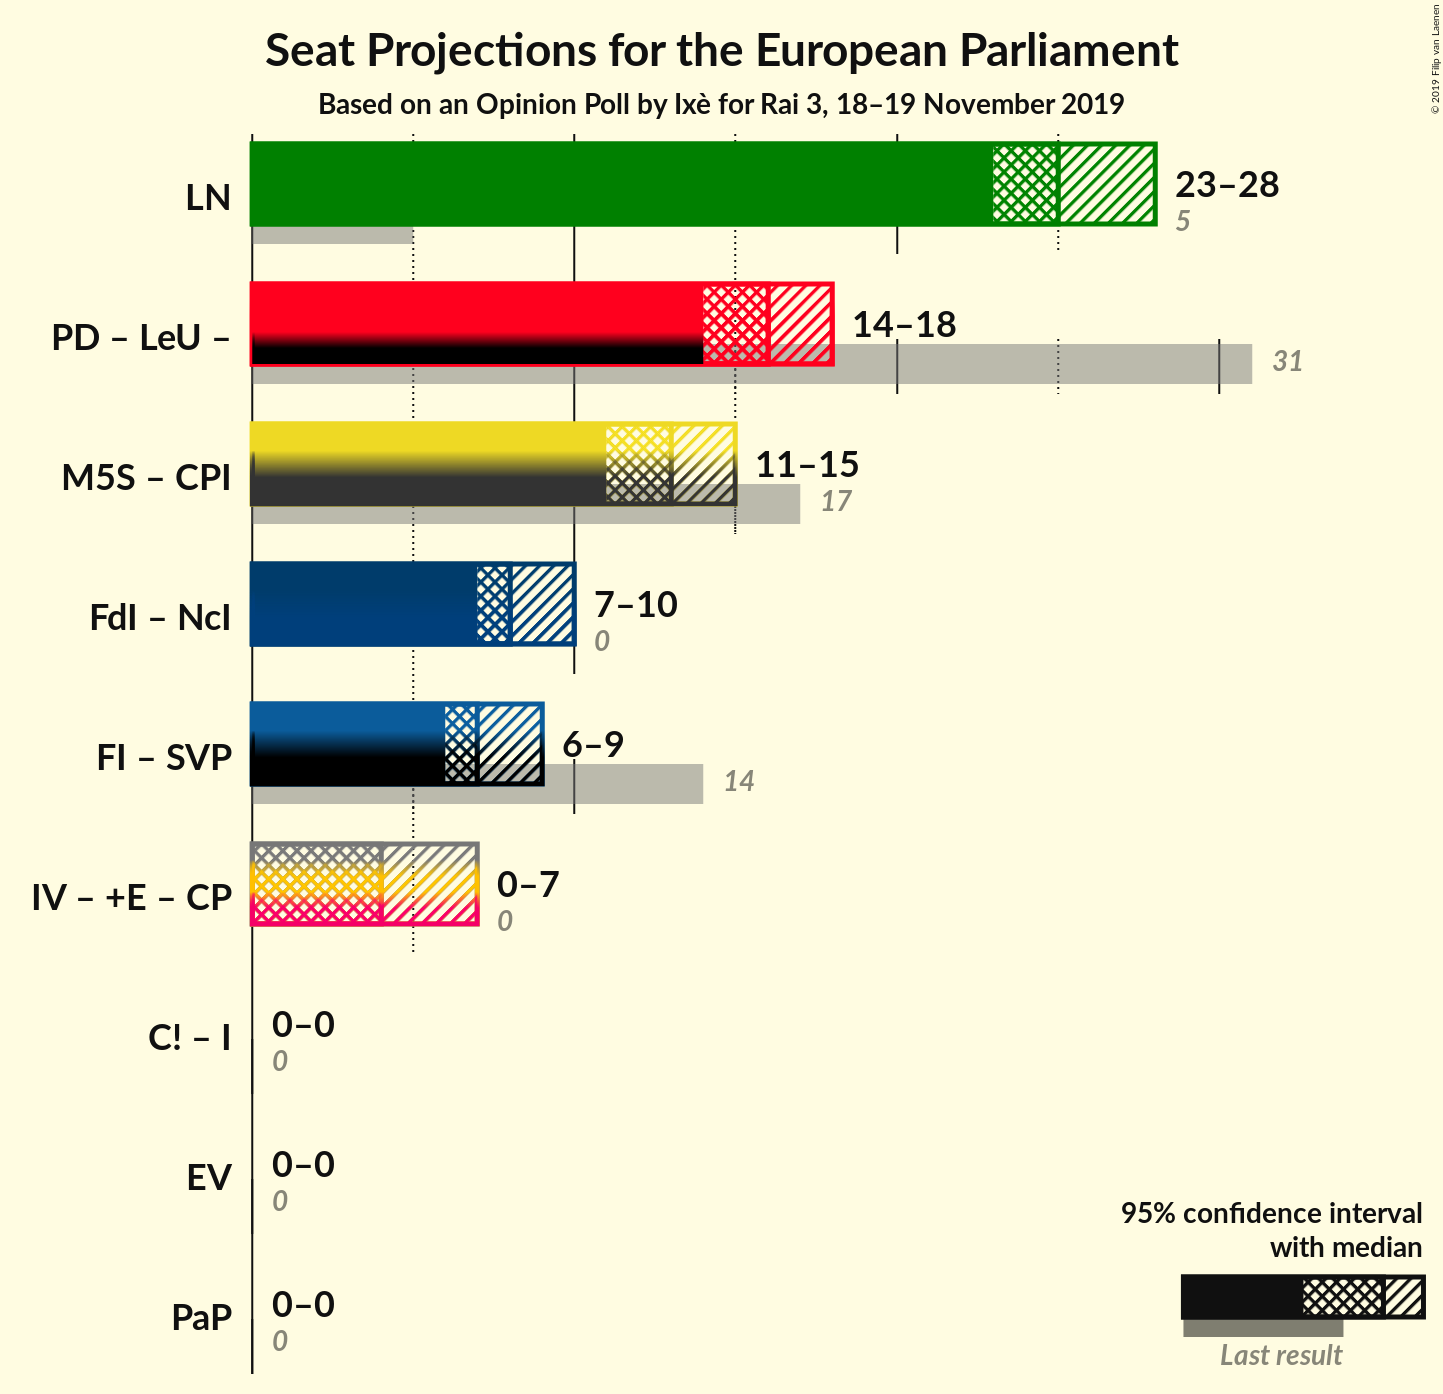 Seat Projections for the European Parliament
Based on an Opinion Poll by Ixè for Rai 3, 18–19 November 2019
© 2019 Filip van Laenen
LN
23–28
5
PD – LeU –
14–18
31
M5S – CPI
11–15
17
FdI – NcI
7–10
0
FI – SVP
6–9
14
IV – +E – CP
0–7
0
C! – I
0–0
0
EV
0–0
0
PaP
0–0
0
95% confidence interval
with median
Last result